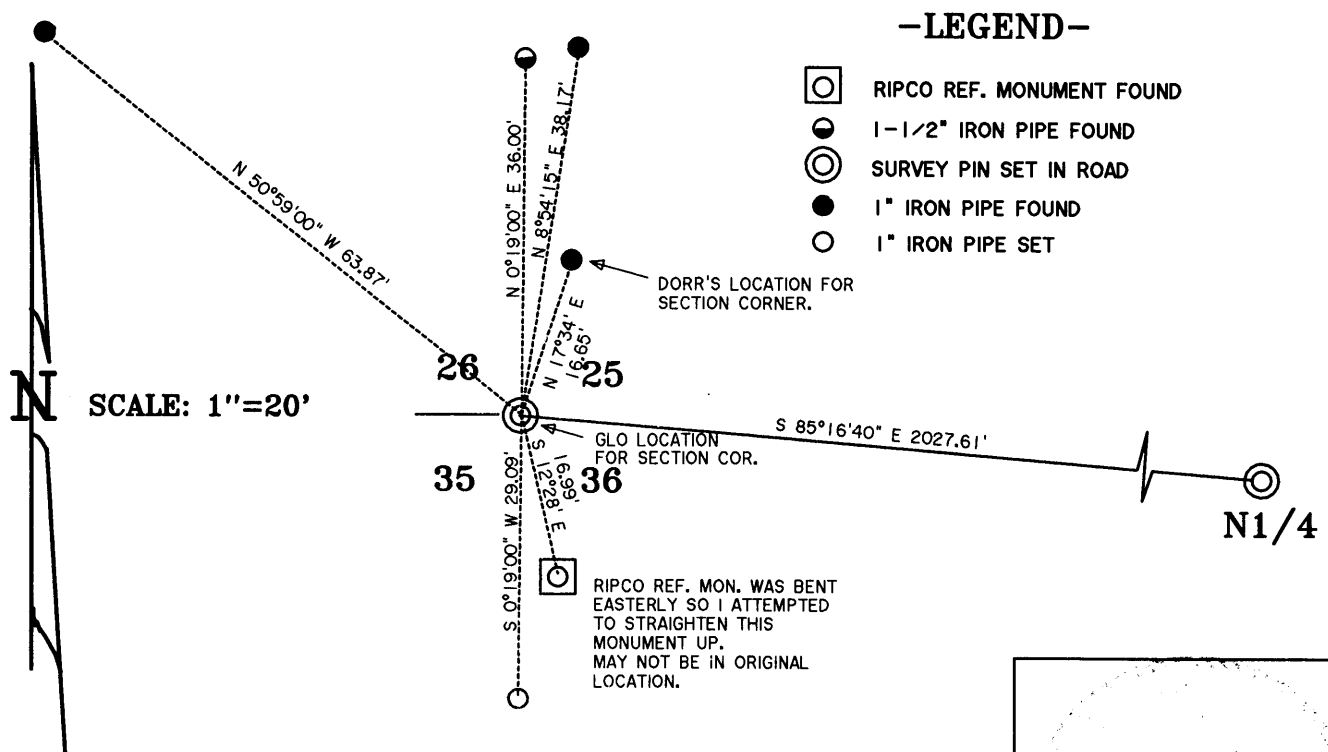 -LEGEND-
RIPCO REF. MONUMENT FOUND
1-1/2" IRON PIPE FOUND
SURVEY PIN SET IN ROAD
1" IRON PIPE FOUND
1" IRON PIPE SET
N 50°59'00" W 63.87'
N 0°19'00" E 36.00'
N 8°54'15" E 38.17'
DORR'S LOCATION FOR
SECTION CORNER.
N 17°34' E
16.65'
26
25
N
SCALE: 1"=20'
S 85°16'40" E 2027.61'
GLO LOCATION
FOR SECTION COR.
35
36
16.99'
S 12°28' E
S 0°19'00" W 29.09'
N1/4
RIPCO REF. MON. WAS BENT
EASTERLY SO I ATTEMPTED
TO STRAIGHTEN THIS
MONUMENT UP.
MAY NOT BE IN ORIGINAL
LOCATION.